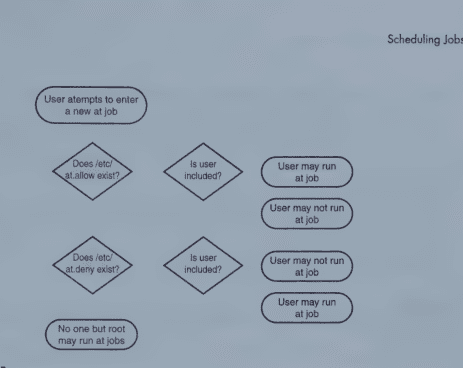 Scheduling Jobs
User atempts to enter
a new at job
Does /etc/
at.allow exist?
Is user
included?
User may run
at job
User may not run
at job
Does /etc/
at.deny exist?
Is user
included?
User may not run
at job
User may run
at job
No one but root
may run at jobs